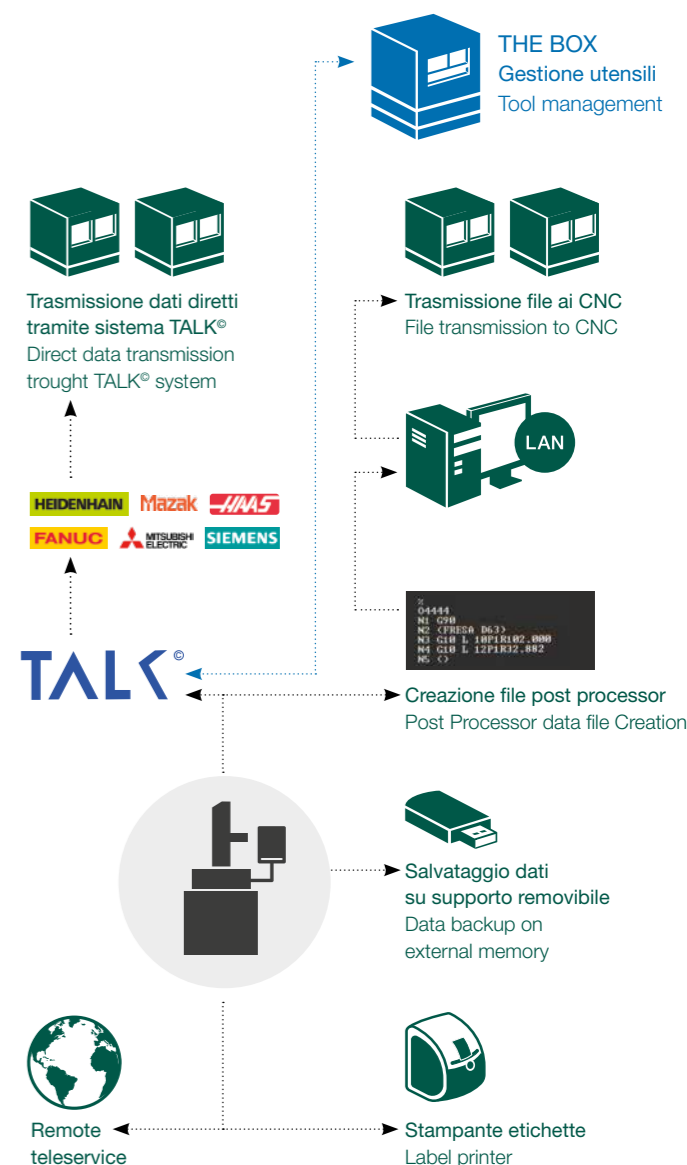 THE BOX
Gestione utensili
Tool management
Trasmissione dati diretti
tramite sistema TALK©
Direct data transmission
trought TALK© system
Trasmissione file ai CNC
File transmission to CNC
LAN
HEIDENHAIN Mazak HAAS
FANUC MITSUBISHI ELECTRIC SIEMENS
%
O4444
N1 G90
N2 (FRESA D63)
N3 G10 L 10P1R102.000
N4 G10 L 12P1R32.882
N5 ()
TALK©
Creazione file post processor
Post Processor data file Creation
Salvataggio dati
su supporto removibile
Data backup on
external memory
Remote
teleservice
Stampante etichette
Label printer